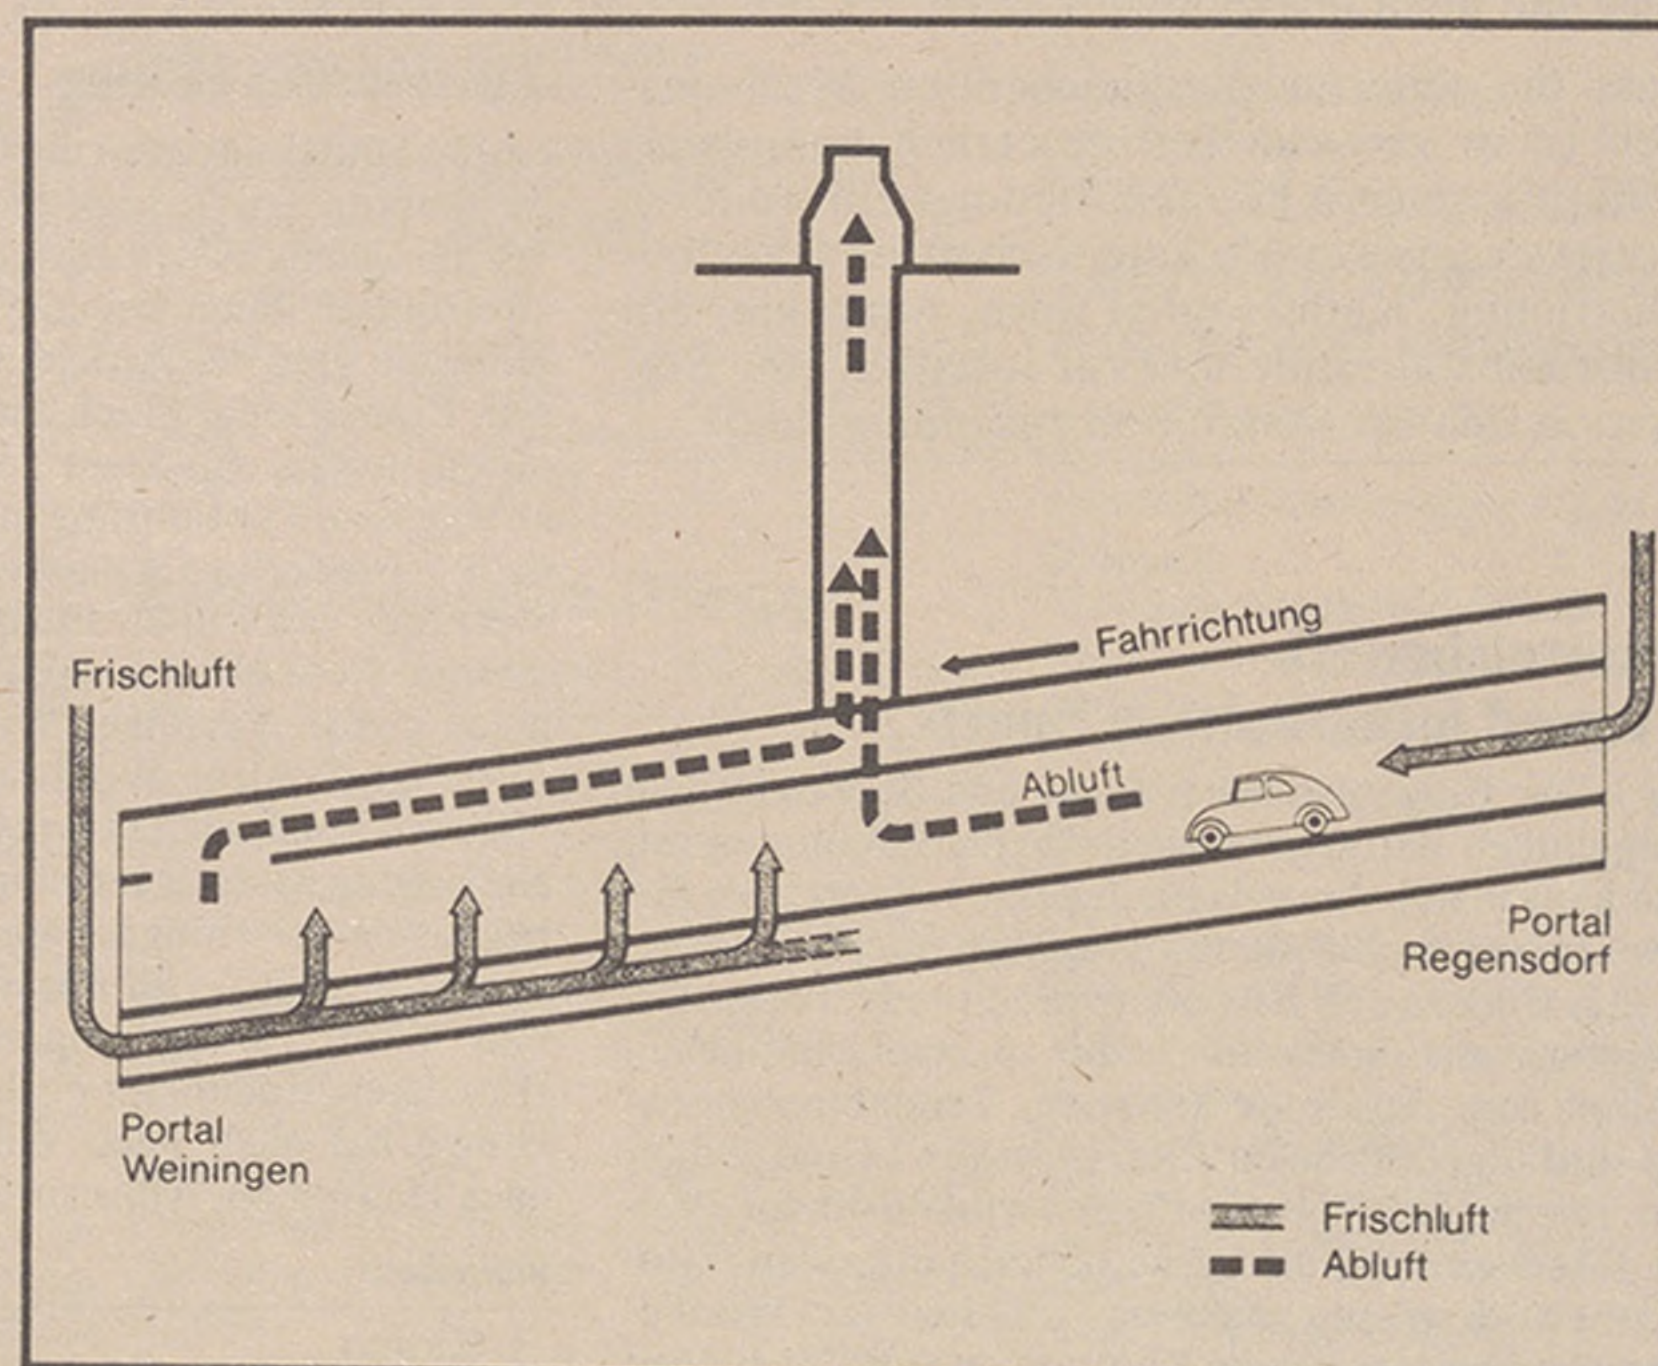 Fahrrichtung
Frischluft
Abluft
Portal
Regensdorf
Portal
Weiningen
Frischluft
Abluft